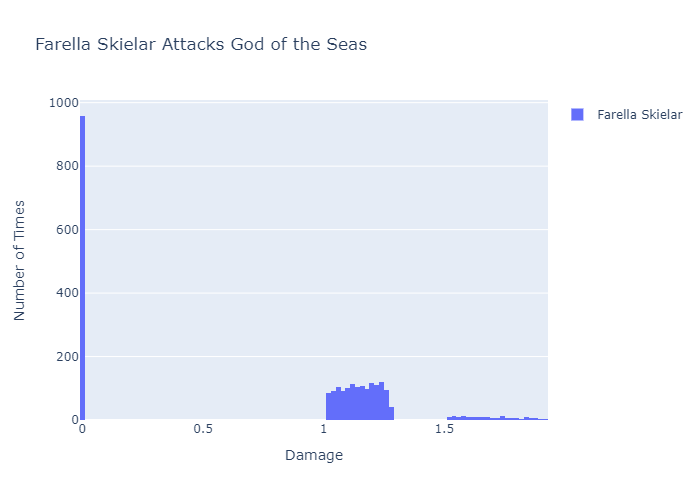 Farella Skielar Attacks God of the Seas
Farella Skielar
Number of Times
1000
800
600
400
200
0
0
0.5
1
1.5
Damage